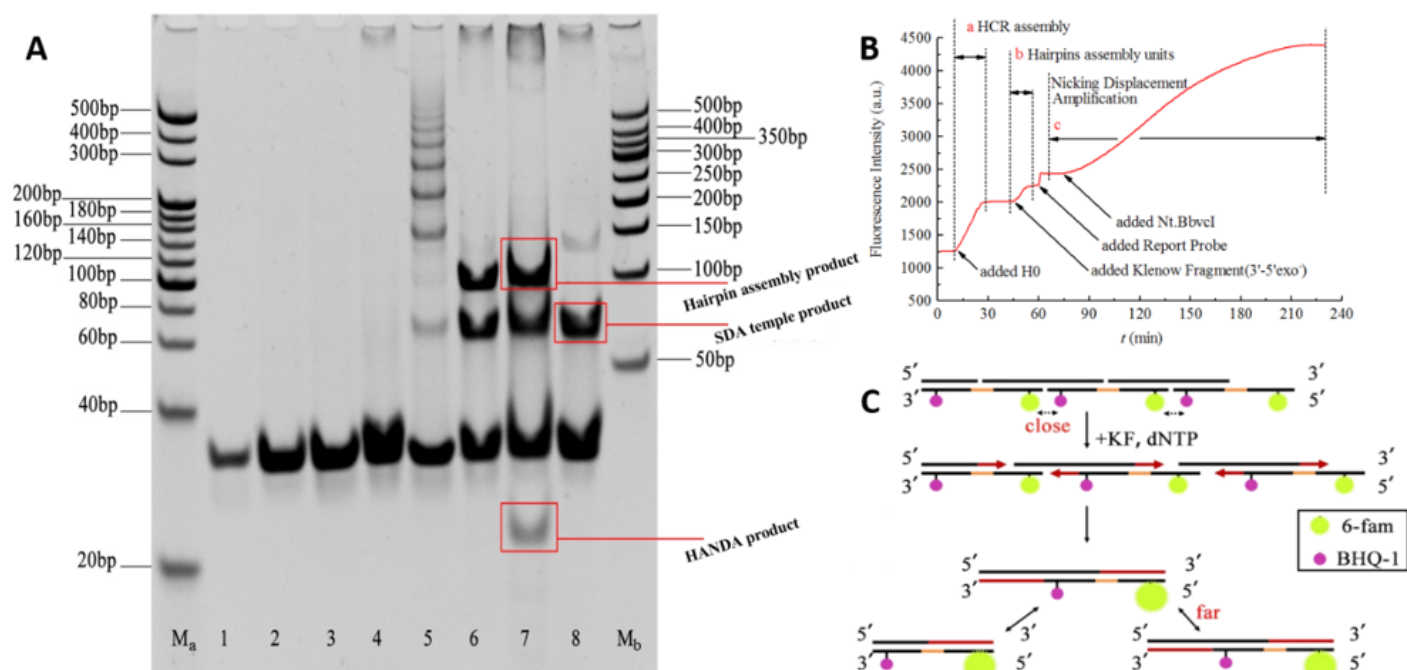 A
500bp
400bp
300bp
200bp
180bp
160bp
140bp
120bp
100bp
80bp
60bp
40bp
20bp
500bp
400bp
350bp
300bp
250bp
200bp
150bp
100bp
50bp
Hairpin assembly product
SDA temple product
HANDA product
Ma 1 2 3 4 5 6 7 8 Mb
B
a HCR assembly
b Hairpins assembly units
Nicking Displacement
Amplification
c
added Nt.BbvcI
added Report Probe
added Klenow Fragment(3'-5'exo-)
added H0
Fluorescence Intensity (a.u.)
4500
4000
3500
3000
2500
2000
1500
1000
500
0 30 60 90 120 150 180 210 240
t (min)
C
5′ 3′
3′ 5′
close
+KF, dNTP
5′ 3′
3′ 5′
6-fam
BHQ-1
5′ 3′
3′ 5′
far
5′ 3′ 5′ 3′
3′ 5′ 3′ 5′